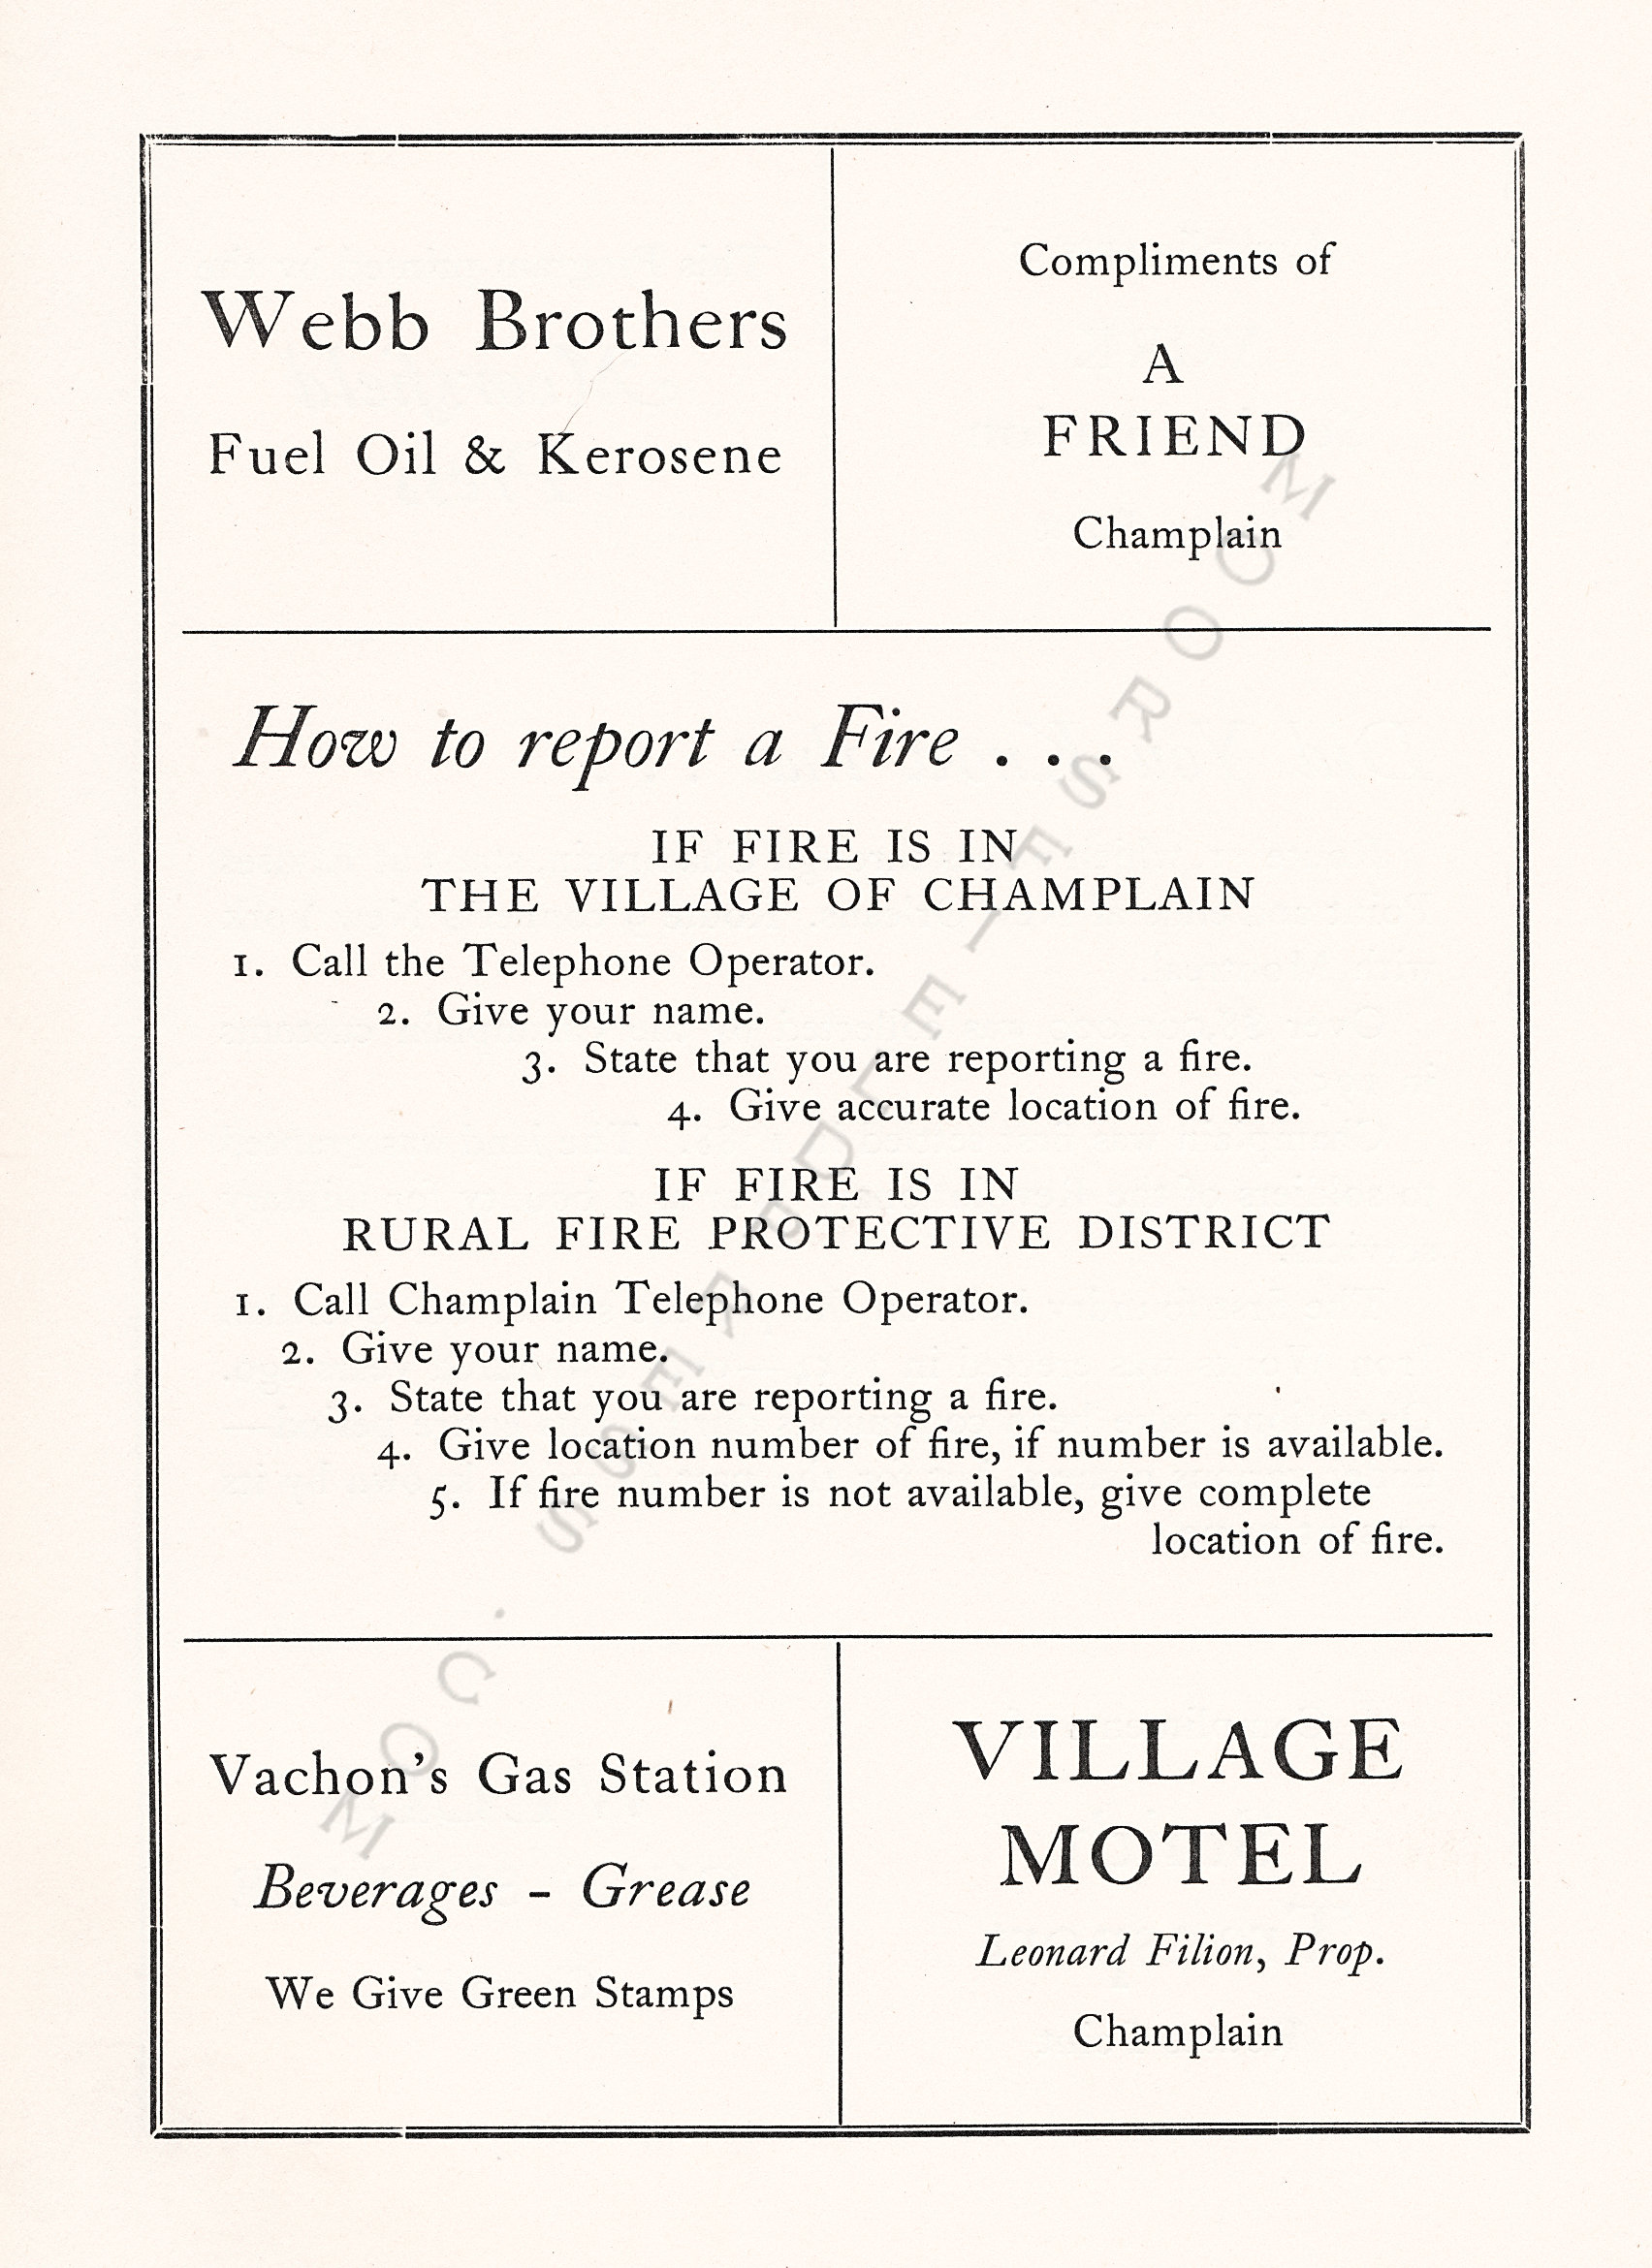 Webb Brothers
Fuel Oil & Kerosene
Compliments of
A
FRIEND
Champlain
How to report a Fire . . .
IF FIRE IS IN
THE VILLAGE OF CHAMPLAIN
1. Call the Telephone Operator.
2. Give your name.
3. State that you are reporting a fire.
4. Give accurate location of fire.
IF FIRE IS IN
RURAL FIRE PROTECTIVE DISTRICT
1. Call Champlain Telephone Operator.
2. Give your name.
3. State that you are reporting a fire.
4. Give location number of fire, if number is available.
5. If fire number is not available, give complete
location of fire.
Vachon's Gas Station
Beverages - Grease
We Give Green Stamps
VILLAGE
MOTEL
Leonard Filion, Prop.
Champlain
MOORSFIELDPRESS.COM